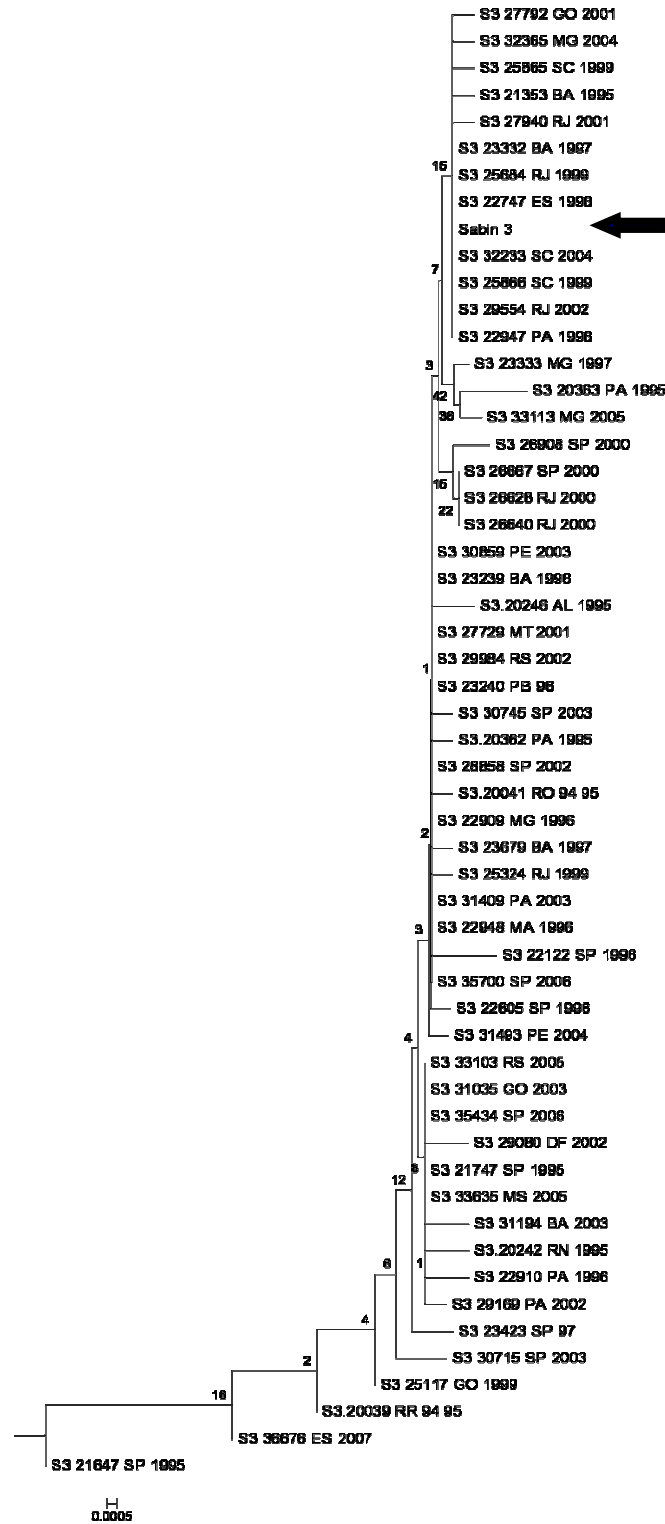 S3 27792 GO 2001
S3 32365 MG 2004
S3 25865 SC 1999
S3 21353 BA 1995
S3 27940 RJ 2001
S3 23332 BA 1997
15
S3 25684 RJ 1999
S3 22747 ES 1996
Sabin 3
S3 32233 SC 2004
7
S3 25866 SC 1999
S3 29554 RJ 2002
S3 22947 PA 1996
3
S3 23333 MG 1997
S3 20363 PA 1995
42
36
S3 33113 MG 2005
S3 26908 SP 2000
S3 26667 SP 2000
15
S3 26628 RJ 2000
22
S3 26640 RJ 2000
S3 30859 PE 2003
S3 23239 BA 1996
S3.20246 AL 1995
S3 27729 MT 2001
S3 29984 RS 2002
1
S3 23240 PB 96
S3 30745 SP 2003
S3.20362 PA 1995
S3 28858 SP 2002
S3.20041 RO 94 95
S3 22909 MG 1996
2
S3 23679 BA 1997
S3 25324 RJ 1999
S3 31409 PA 2003
3
S3 22948 MA 1996
S3 22122 SP 1996
S3 35700 SP 2006
S3 22605 SP 1996
4
S3 31493 PE 2004
S3 33103 RS 2005
S3 31035 GO 2003
S3 35434 SP 2006
S3 29080 DF 2002
S3 21747 SP 1995
12
S3 33635 MS 2005
S3 31194 BA 2003
S3.20242 RN 1995
6
1
S3 22910 PA 1996
S3 29169 PA 2002
4
S3 23423 SP 97
S3 30715 SP 2003
2
S3 25117 GO 1999
16
S3.20039 RR 94 95
S3 36676 ES 2007
S3 21647 SP 1995
0.0005